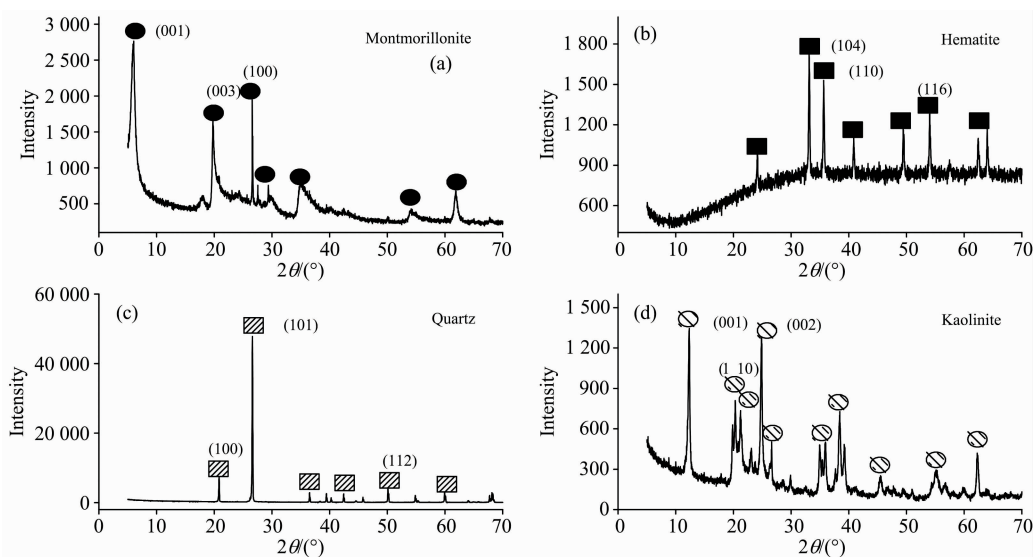 3 000
(001)
Montmorillonite
2 500
(a)
(003)
(100)
2 000
1 500
1 000
500
Intensity
0 10 20 30 40 50 60 70
2θ/(°)
(b)
1 800
Hematite
(104)
(110)
(116)
1 500
1 200
900
600
Intensity
0 10 20 30 40 50 60 70
2θ/(°)
60 000
(c)
Quartz
(101)
40 000
20 000
(100)
(112)
0
Intensity
0 10 20 30 40 50 60 70
2θ/(°)
(d)
1 500
Kaolinite
(001)
(002)
1 200
(1 10)
900
600
300
0
Intensity
0 10 20 30 40 50 60 70
2θ/(°)